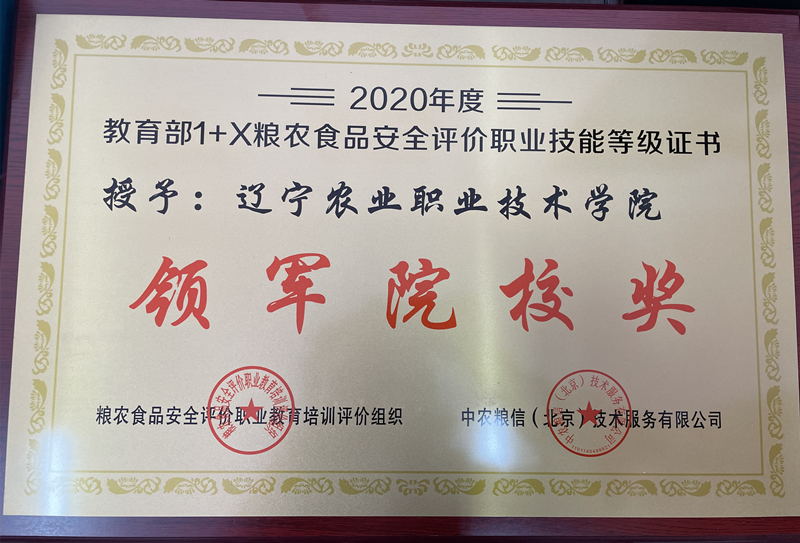 2020年度
教育部1+X粮农食品安全评价职业技能等级证书
授予：辽宁农业职业技术学院
领军院校奖
粮农食品安全评价职业教育培训评价组织
中农粮信（北京）技术服务有限公司